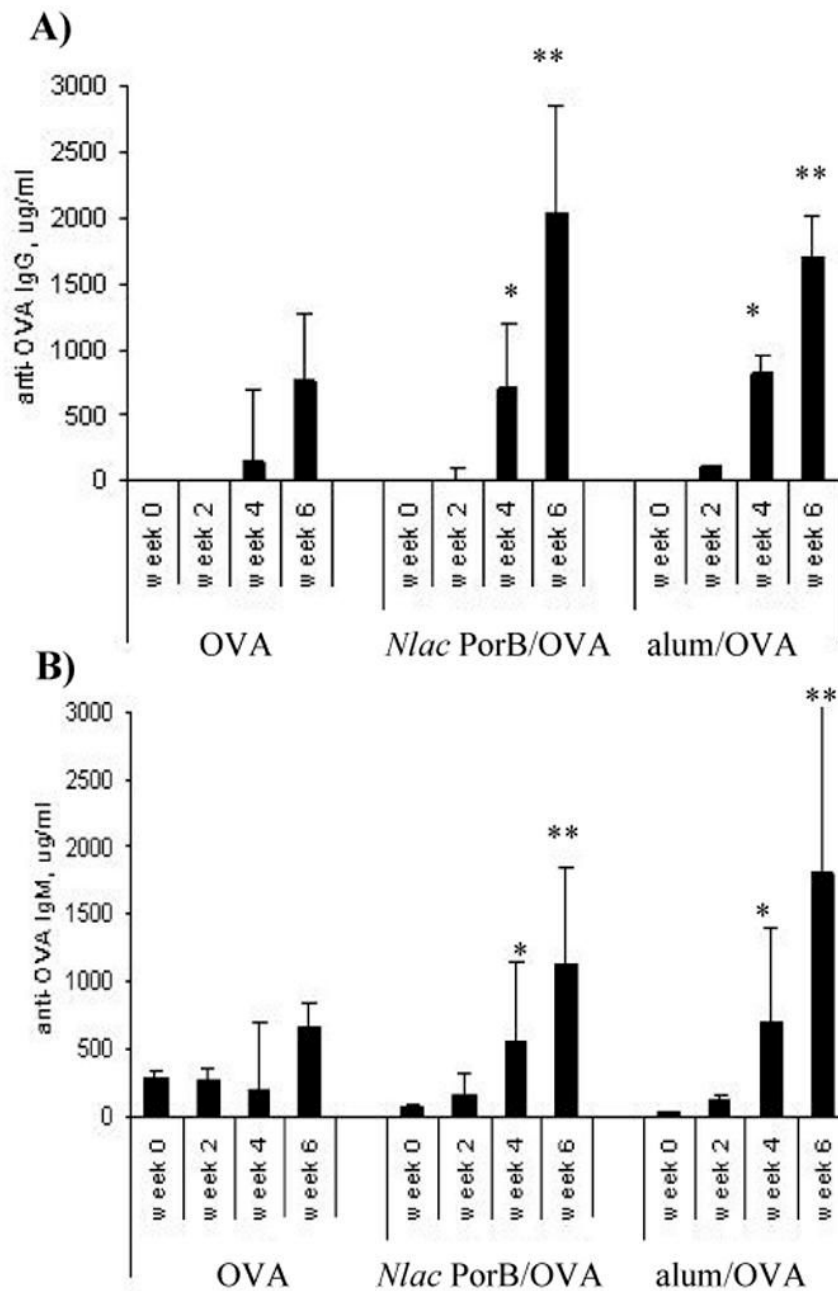 A)
**
3000
2500
**
2000
anti-OVA IgG, ug/ml
1500
*
*
1000
500
0
week 0
week 2
week 4
week 6
week 0
week 2
week 4
week 6
week 0
week 2
week 4
week 6
OVA
Nlac PorB/OVA
alum/OVA
B)
**
3000
2500
**
2000
anti-OVA IgM, ug/ml
1500
*
*
1000
500
0
week 0
week 2
week 4
week 6
week 0
week 2
week 4
week 6
week 0
week 2
week 4
week 6
OVA
Nlac PorB/OVA
alum/OVA